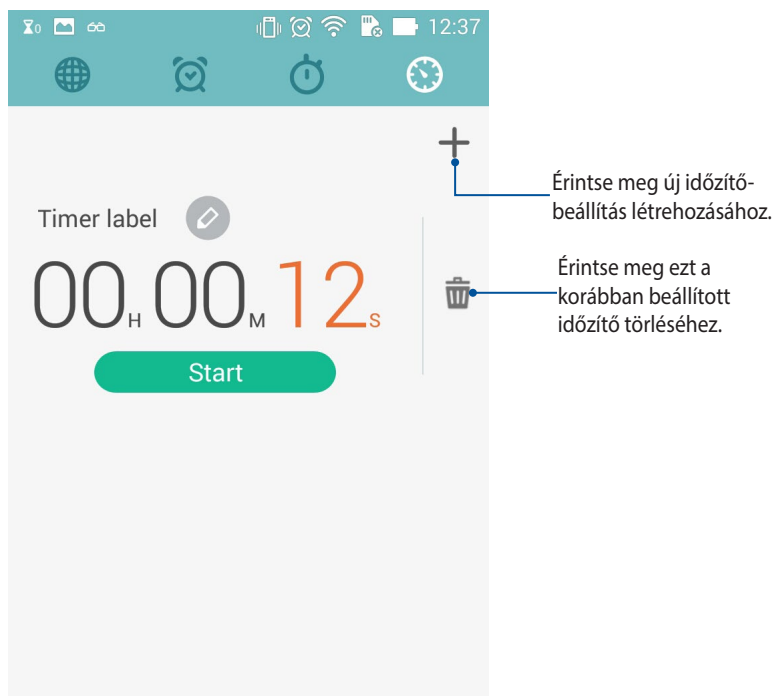 0 12:37
Érintse meg új időzítő-
beállítás létrehozásához.
Timer label
Érintse meg ezt a
korábban beállított
időzítő törléséhez.
00H 00M 12S
Start